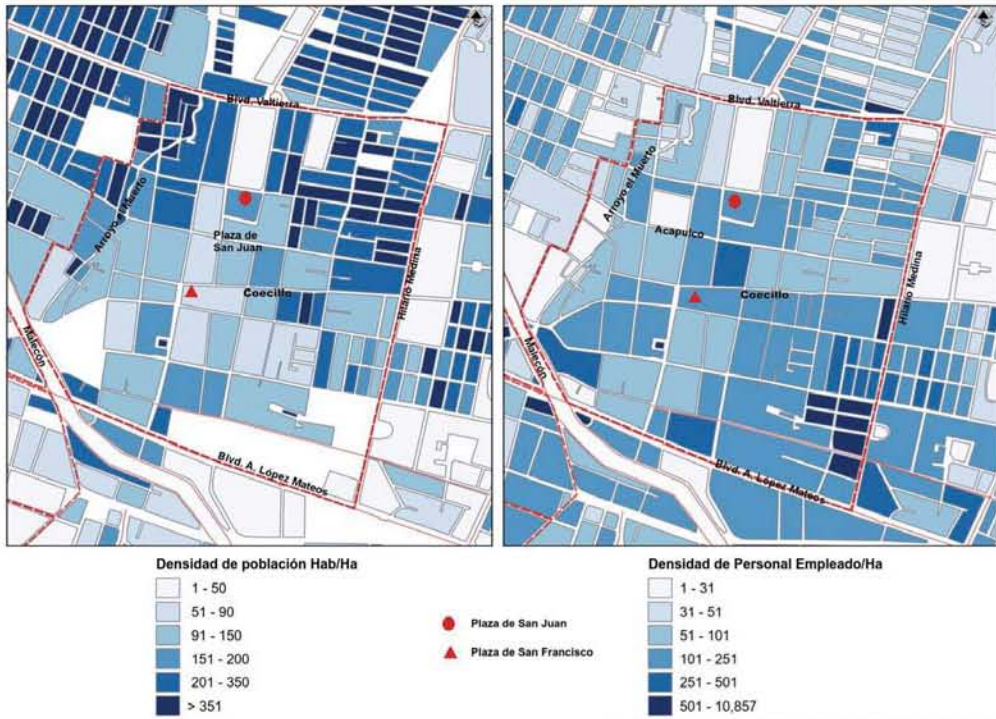 Blvd. Valtierra
Arroyo el Muerto
Plaza de
San Juan
Coecillo
Hilario Medina
Malecón
Blvd. A. López Mateos
Blvd. Valtierra
Arroyo el Muerto
Acapulco
Coecillo
Hilario Medina
Malecón
Blvd. A. López Mateos
Densidad de población Hab/Ha
1 - 50
51 - 90
91 - 150
151 - 200
201 - 350
> 351
Plaza de San Juan
Plaza de San Francisco
Densidad de Personal Empleado/Ha
1 - 31
31 - 51
51 - 101
101 - 251
251 - 501
501 - 10,857